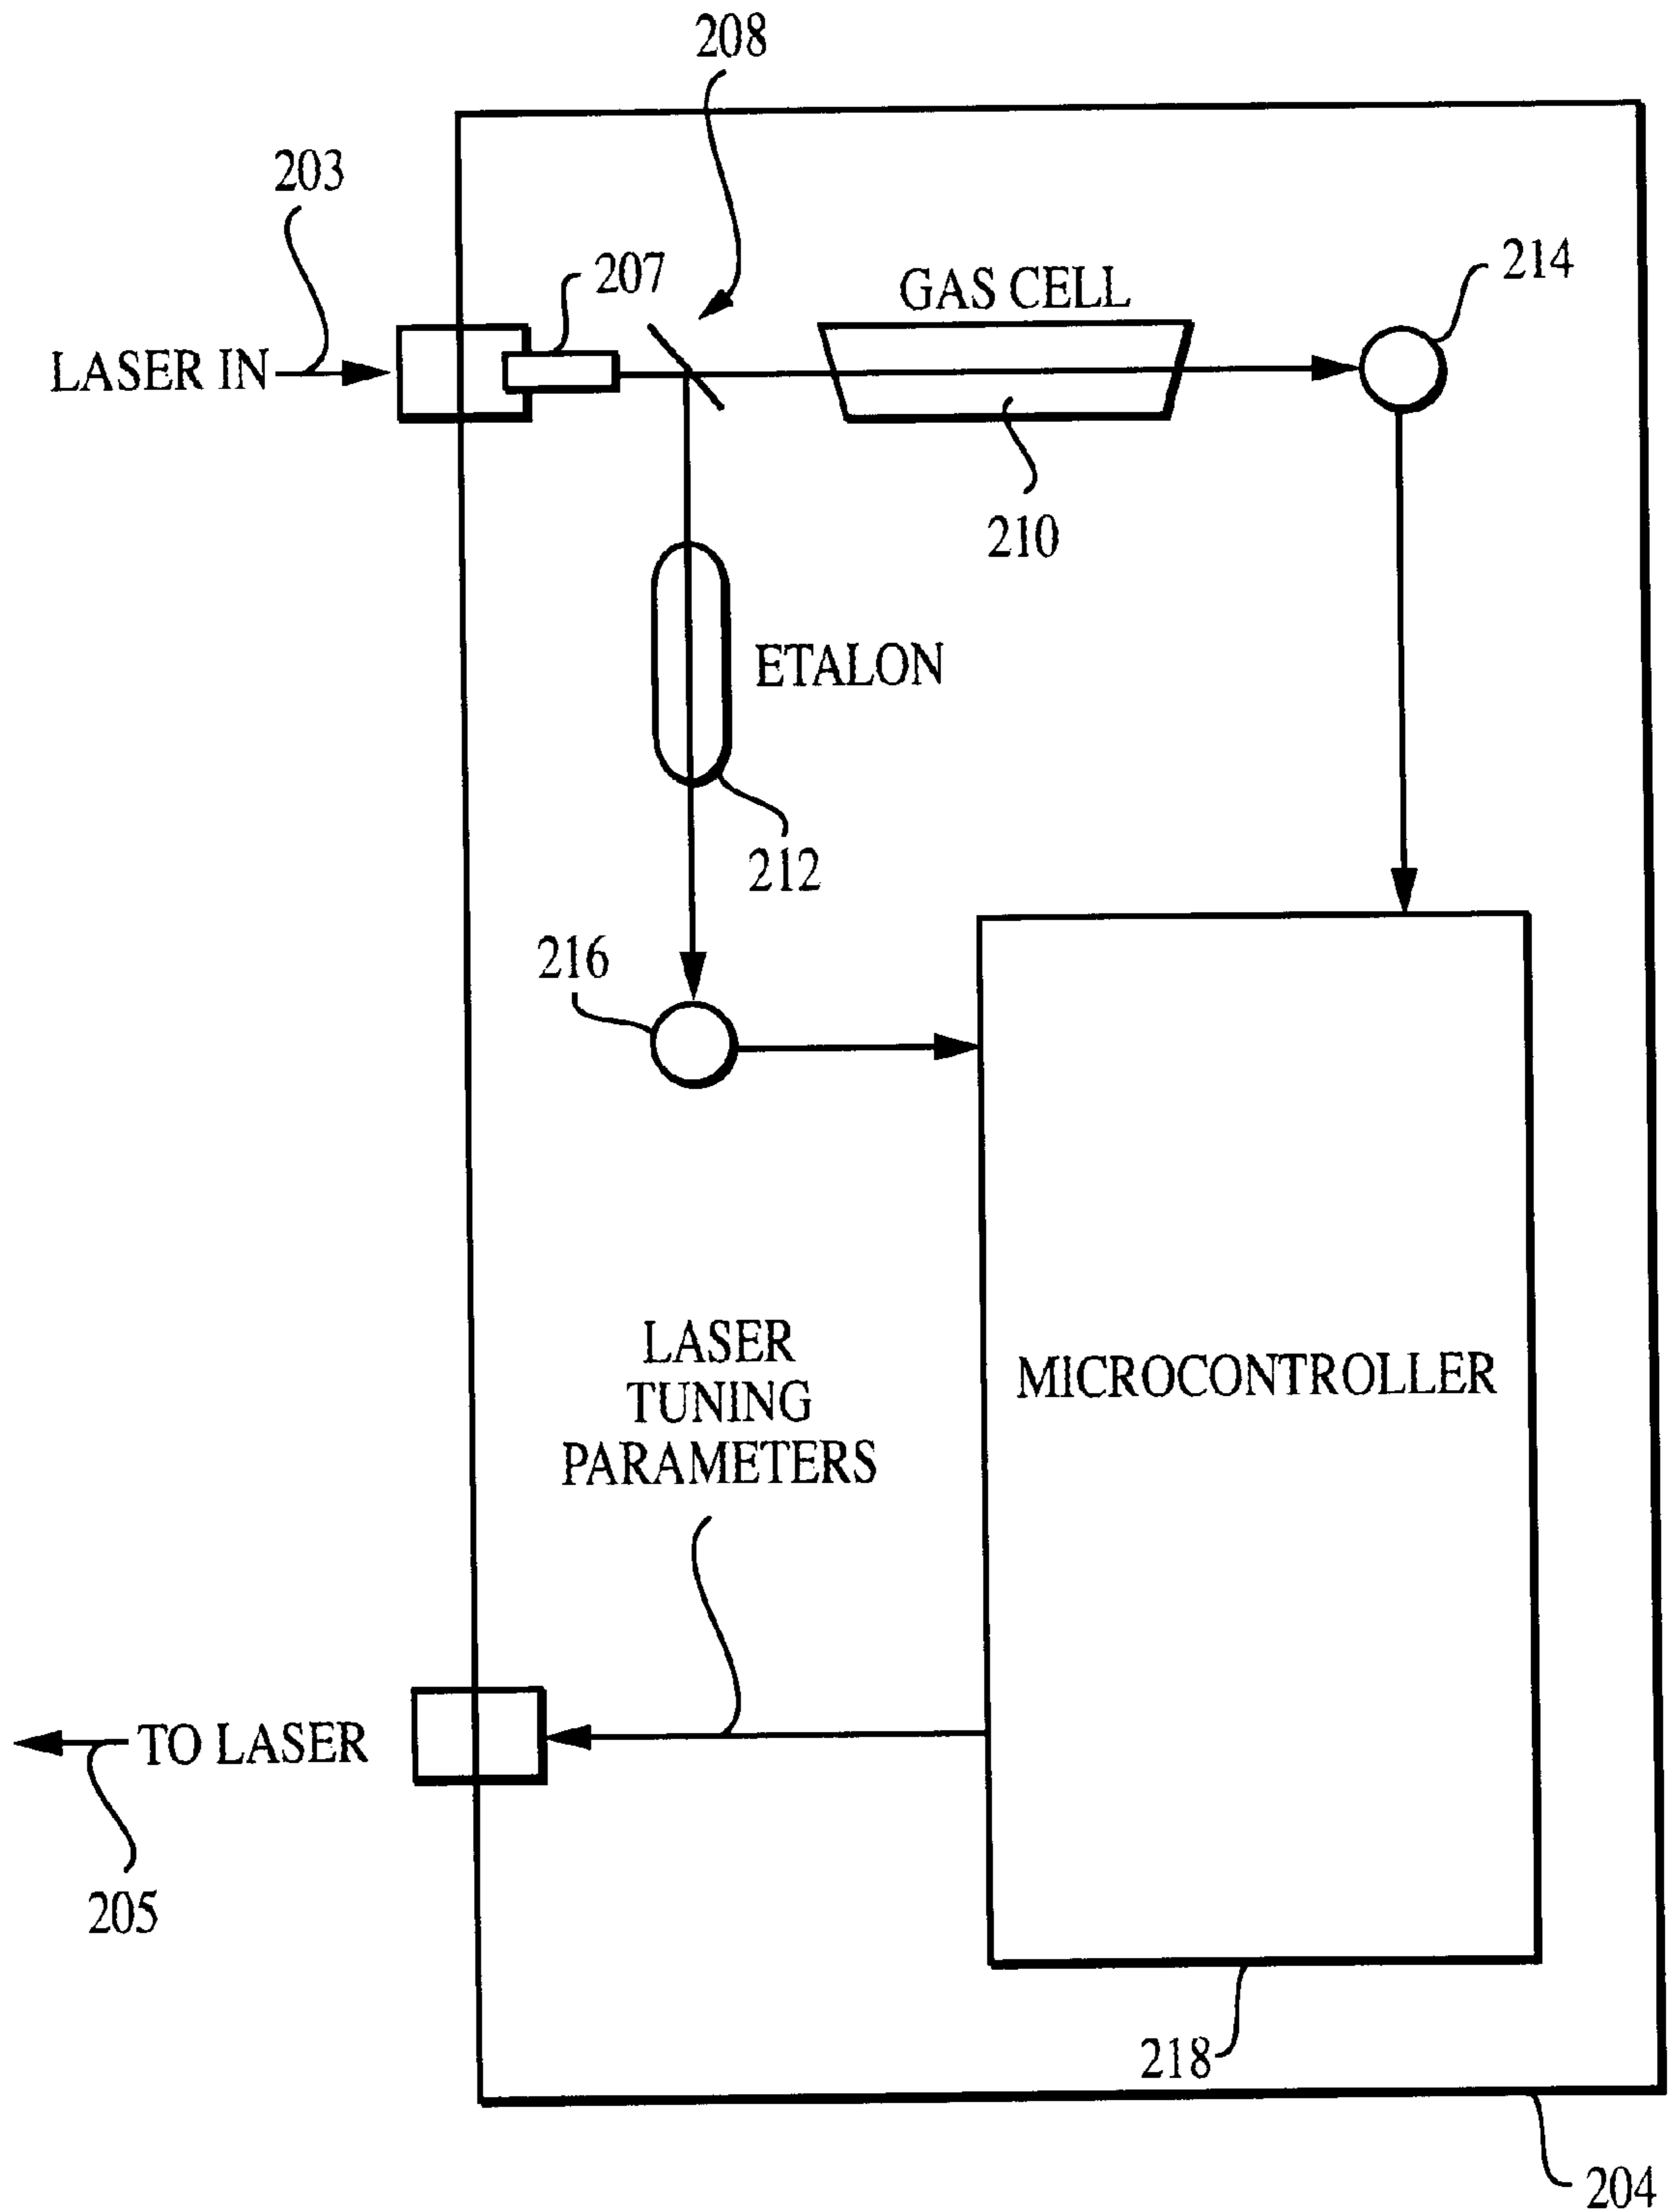 208
203
207
GAS CELL
214
LASER IN
210
ETALON
212
216
LASER
TUNING
PARAMETERS
MICROCONTROLLER
TO LASER
205
218
204